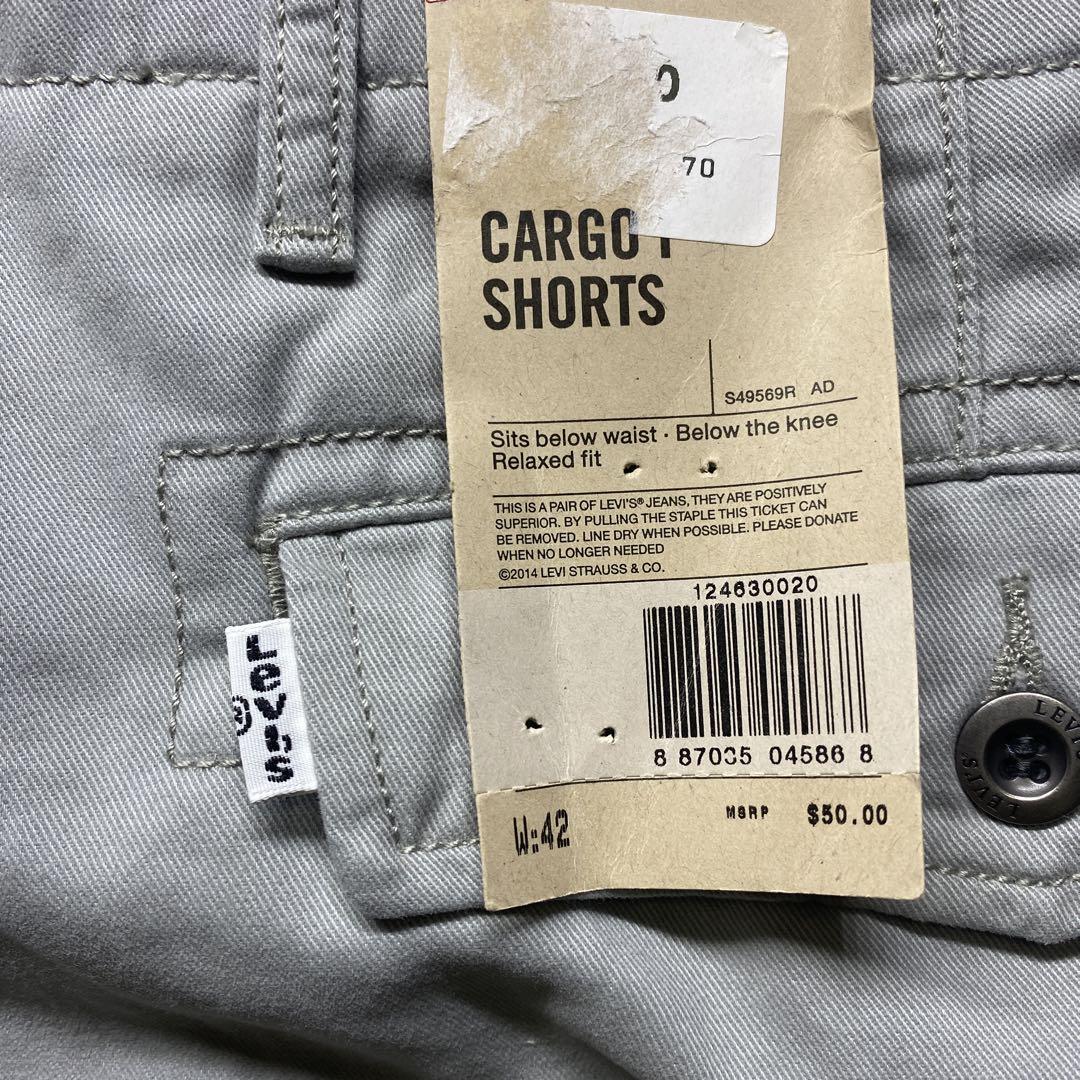 0
70
CARGO I
SHORTS
S49569R AD
Sits below waist · Below the knee
Relaxed fit
THIS IS A PAIR OF LEVI'S® JEANS, THEY ARE POSITIVELY
SUPERIOR. BY PULLING THE STAPLE THIS TICKET CAN
BE REMOVED. LINE DRY WHEN POSSIBLE. PLEASE DONATE
WHEN NO LONGER NEEDED
©2014 LEVI STRAUSS & CO.
124630020
8 87035 04586 8
W:42
MSRP $50.00
LEVI'S
®
LEVI'S
LEVI'S